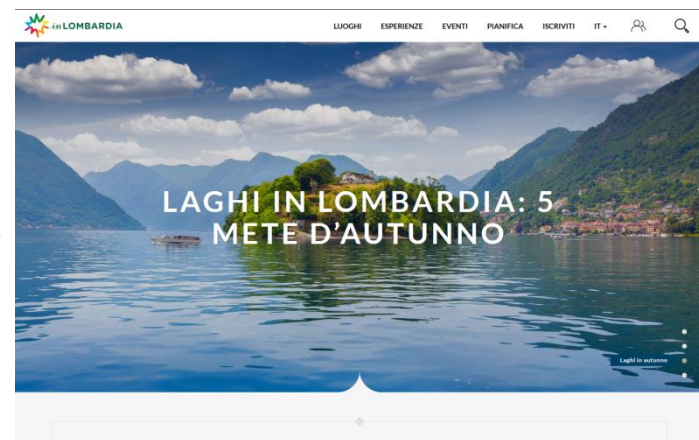 inLOMBARDIA
LUOGHI ESPERIENZE EVENTI PIANIFICA ISCRIVITI IT
LAGHI IN LOMBARDIA: 5
METE D'AUTUNNO
Laghi in autunno